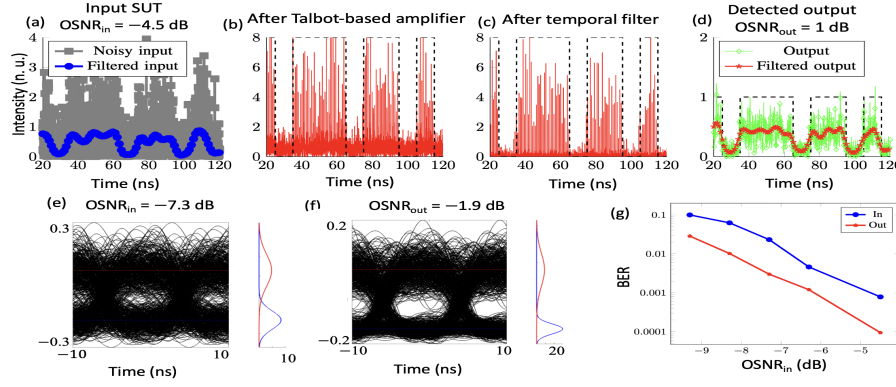 Input SUT
OSNRin = −4.5 dB
(a)
Noisy input
Filtered input
Intensity (n. u.)
4
3
2
1
0
20 40 60 80 100 120
Time (ns)
(b) After Talbot-based amplifier
8
6
4
2
0
20 40 60 80 100 120
Time (ns)
(c) After temporal filter
8
6
4
2
0
20 40 60 80 100 120
Time (ns)
(d) Detected output
OSNRout = 1 dB
Output
Filtered output
2
1.5
1
0.5
0
20 40 60 80 100 120
Time (ns)
(e)
OSNRin = −7.3 dB
0.3
−0.3
−10 10
Time (ns)
10
(f)
OSNRout = −1.9 dB
0.2
−0.2
−10 10
Time (ns)
20
(g)
In
Out
BER
0.1
0.01
0.001
0.0001
−9 −8 −7 −6 −5
OSNRin (dB)